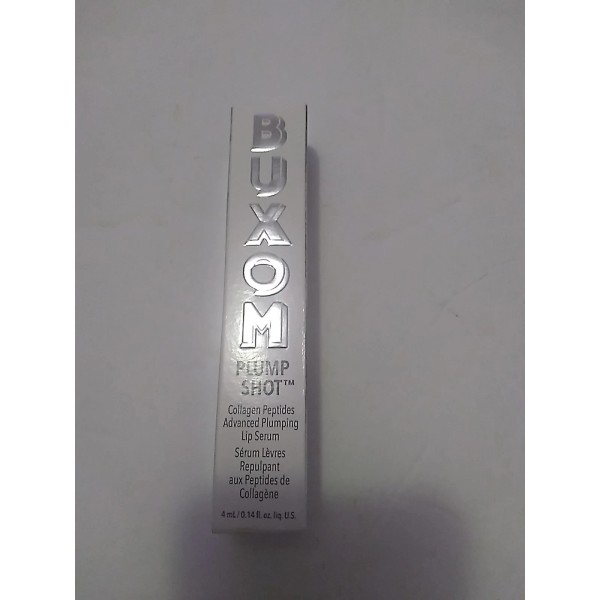 BUXOM
PLUMP
SHOT™
Collagen Peptides
Advanced Plumping
Lip Serum
Sérum Lèvres
Repulpant
aux Peptides de
Collagène
4 mL / 0.14 fl. oz. liq. U.S.